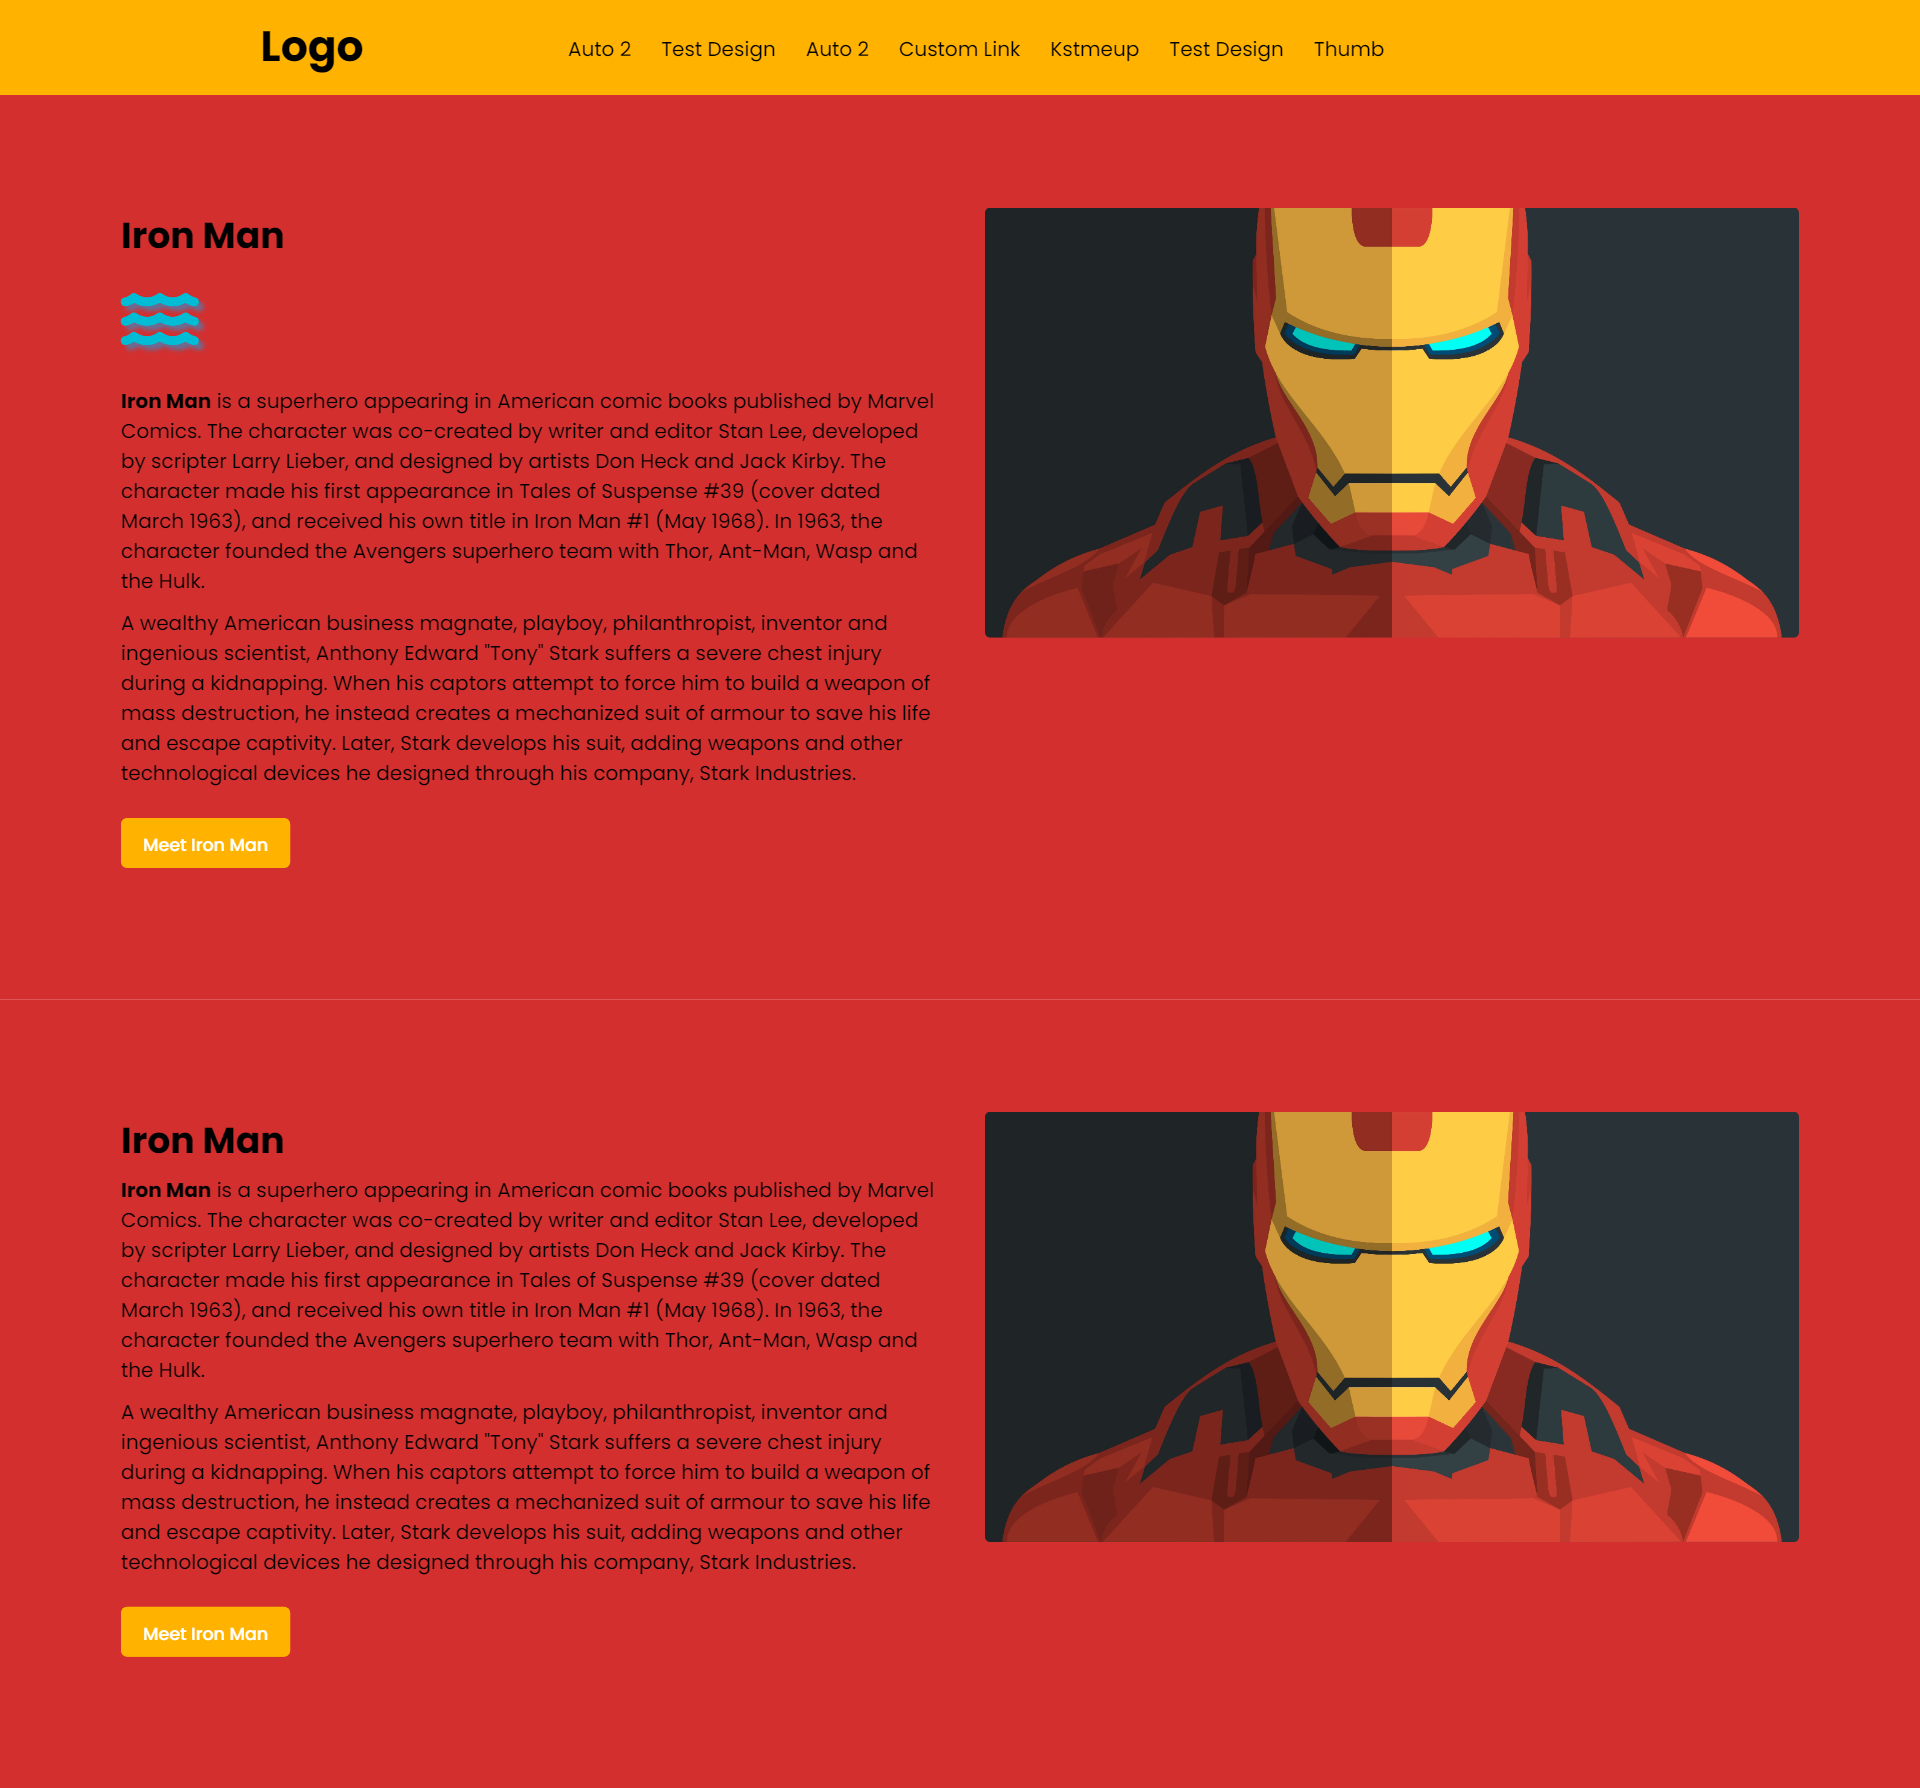 Logo
Auto 2 Test Design Auto 2 Custom Link Kstmeup Test Design Thumb
Iron Man
Iron Man is a superhero appearing in American comic books published by Marvel
Comics. The character was co-created by writer and editor Stan Lee, developed
by scripter Larry Lieber, and designed by artists Don Heck and Jack Kirby. The
character made his first appearance in Tales of Suspense #39 (cover dated
March 1963), and received his own title in Iron Man #1 (May 1968). In 1963, the
character founded the Avengers superhero team with Thor, Ant-Man, Wasp and
the Hulk.
A wealthy American business magnate, playboy, philanthropist, inventor and
ingenious scientist, Anthony Edward "Tony" Stark suffers a severe chest injury
during a kidnapping. When his captors attempt to force him to build a weapon of
mass destruction, he instead creates a mechanized suit of armour to save his life
and escape captivity. Later, Stark develops his suit, adding weapons and other
technological devices he designed through his company, Stark Industries.
Meet Iron Man
Iron Man
Iron Man is a superhero appearing in American comic books published by Marvel
Comics. The character was co-created by writer and editor Stan Lee, developed
by scripter Larry Lieber, and designed by artists Don Heck and Jack Kirby. The
character made his first appearance in Tales of Suspense #39 (cover dated
March 1963), and received his own title in Iron Man #1 (May 1968). In 1963, the
character founded the Avengers superhero team with Thor, Ant-Man, Wasp and
the Hulk.
A wealthy American business magnate, playboy, philanthropist, inventor and
ingenious scientist, Anthony Edward "Tony" Stark suffers a severe chest injury
during a kidnapping. When his captors attempt to force him to build a weapon of
mass destruction, he instead creates a mechanized suit of armour to save his life
and escape captivity. Later, Stark develops his suit, adding weapons and other
technological devices he designed through his company, Stark Industries.
Meet Iron Man